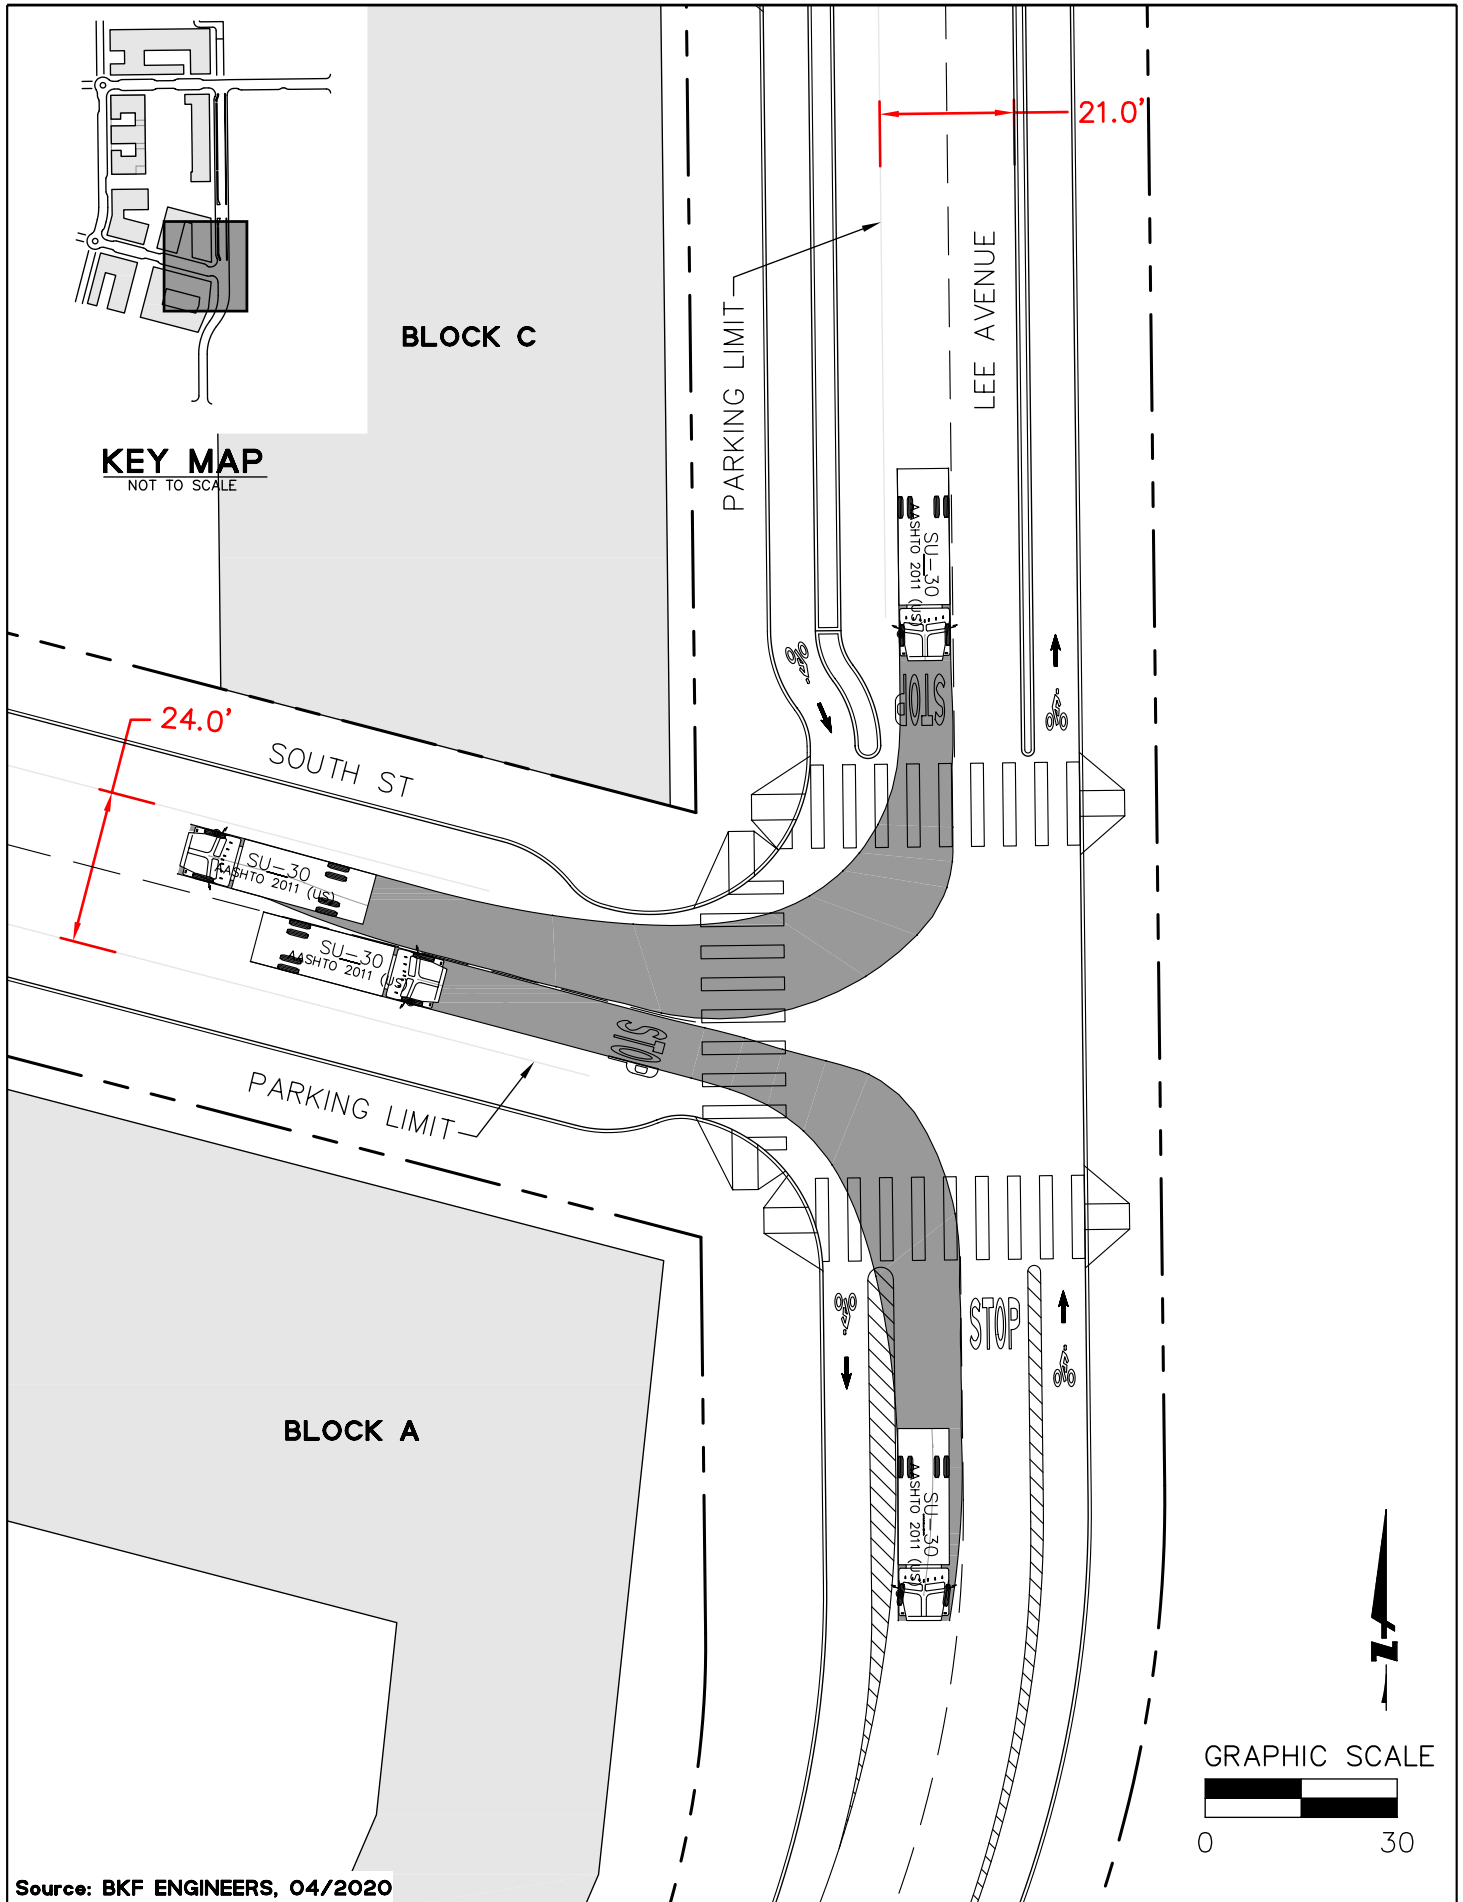 21.0'
PARKING LIMIT
LEE AVENUE
BLOCK C
KEY MAP
NOT TO SCALE
SU-30
AASHTO 2011 (US)
STOP
24.0'
SOUTH ST
SU-30
AASHTO 2011 (US)
SU-30
AASHTO 2011 (US)
STOP
PARKING LIMIT
STOP
BLOCK A
SU-30
AASHTO 2011 (US)
GRAPHIC SCALE
0 30
Source: BKF ENGINEERS, 04/2020